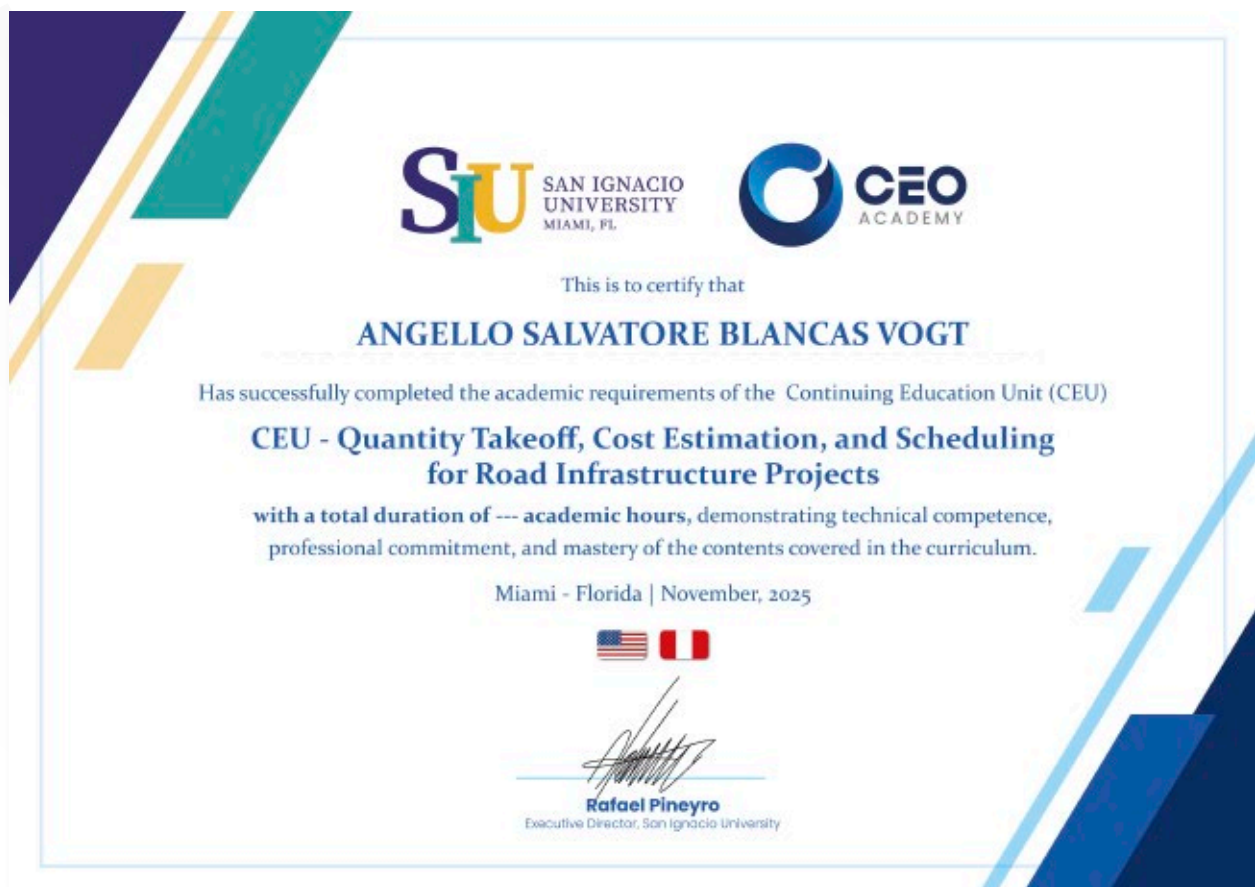 SIU
SAN IGNACIO
UNIVERSITY
MIAMI, FL
CEO
ACADEMY
This is to certify that
ANGELLO SALVATORE BLANCAS VOGT
Has successfully completed the academic requirements of the Continuing Education Unit (CEU)
CEU - Quantity Takeoff, Cost Estimation, and Scheduling
for Road Infrastructure Projects
with a total duration of --- academic hours, demonstrating technical competence,
professional commitment, and mastery of the contents covered in the curriculum.
Miami - Florida | November, 2025
Rafael Pineyro
Executive Director, San Ignacio University